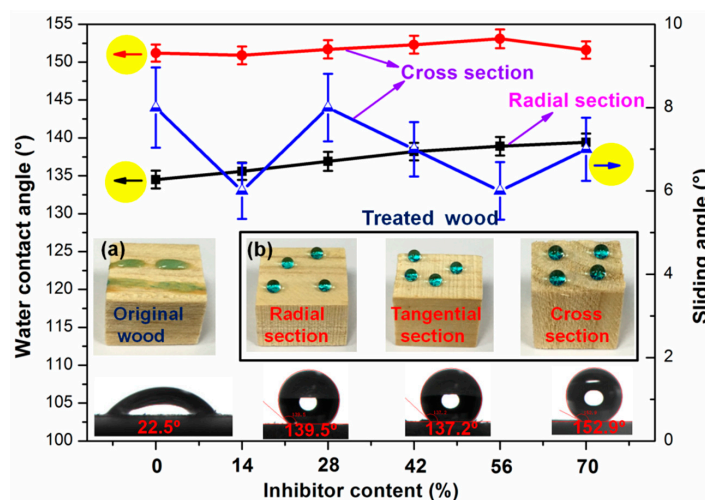 155
150
145
140
135
130
125
120
115
110
105
100
Water contact angle (°)
10
8
6
4
2
0
Sliding angle (°)
Cross section
Radial section
Treated wood
(a)
Original
wood
(b)
Radial
section
Tangential
section
Cross
section
22.5°
139.5°
137.2°
152.8°
0 14 28 42 56 70
Inhibitor content (%)